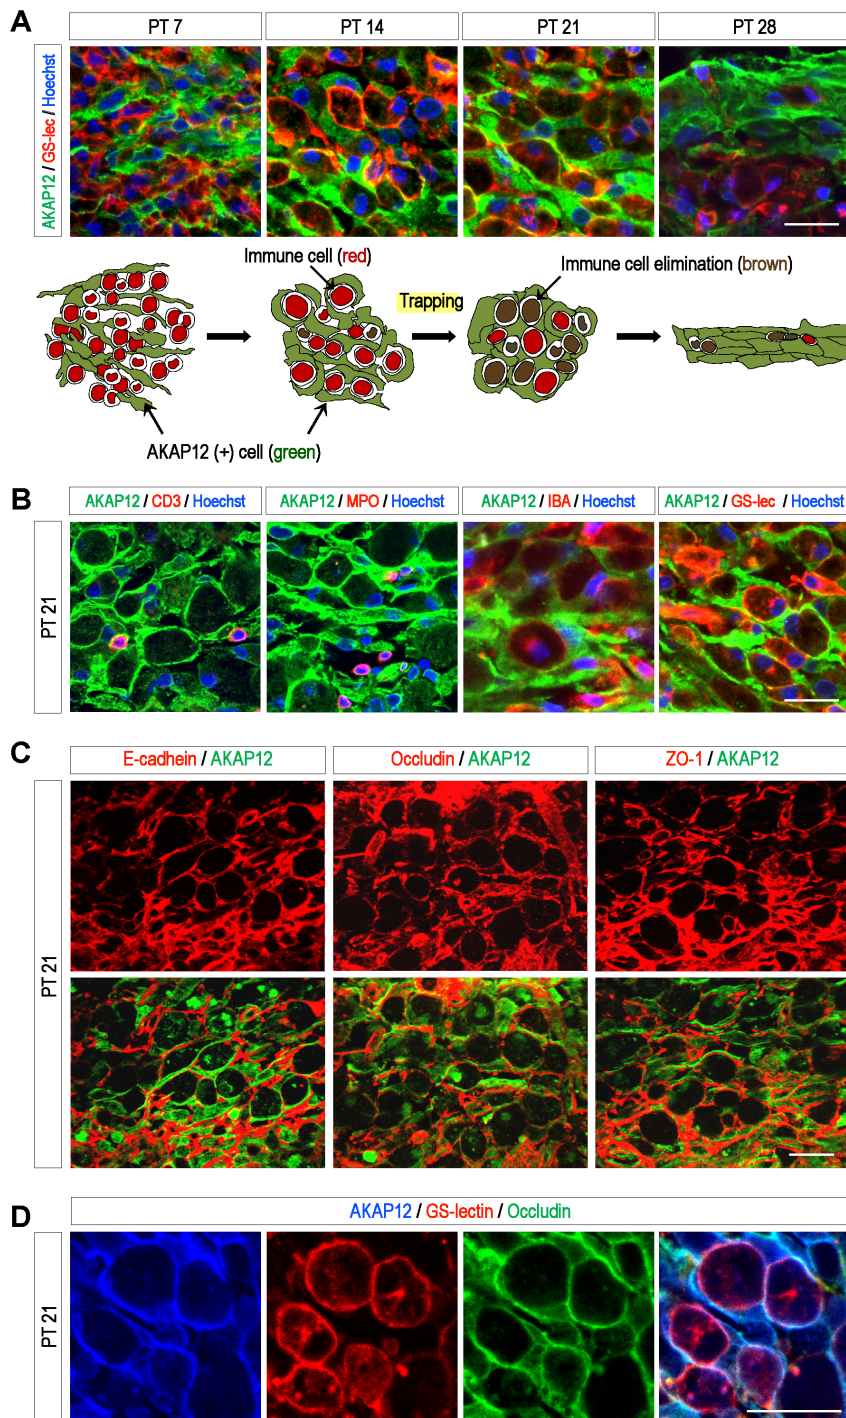 A
PT 7
PT 14
PT 21
PT 28
AKAP12 / GS-lec / Hoechst
Immune cell (red)
Immune cell elimination (brown)
Trapping
AKAP12 (+) cell (green)
B
AKAP12 / CD3 / Hoechst
AKAP12 / MPO / Hoechst
AKAP12 / IBA / Hoechst
AKAP12 / GS-lec / Hoechst
PT 21
C
E-cadhein / AKAP12
Occludin / AKAP12
ZO-1 / AKAP12
PT 21
D
AKAP12 / GS-lectin / Occludin
PT 21